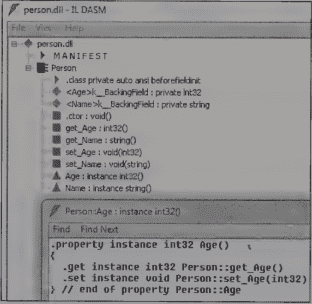 person.dll - IL DASM
File View Help
person.dll
MANIFEST
Person
.class private auto ansi beforefieldinit
<Age>k__BackingField : private int32
<Name>k__BackingField : private string
.ctor : void()
get_Age : int32()
get_Name : string()
set_Age : void(int32)
set_Name : void(string)
Age : instance int32()
Name : instance string()
Person::Age : instance int32()
Find Find Next
.property instance int32 Age()
{
.get instance int32 Person::get_Age()
.set instance void Person::set_Age(int32)
} // end of property Person::Age